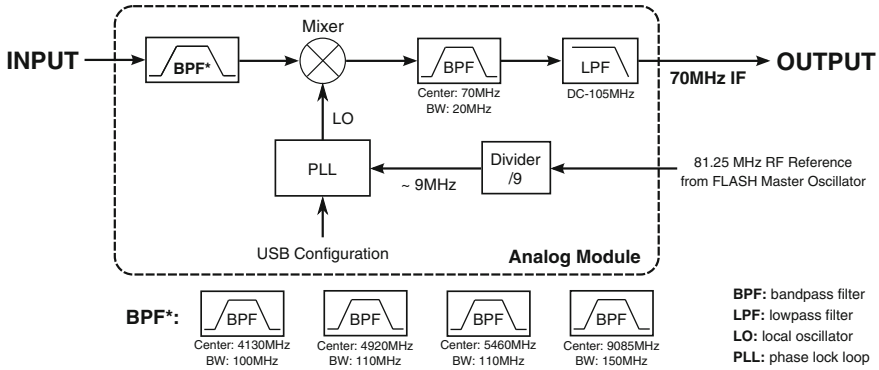 Mixer
INPUT
BPF*
BPF
LPF
OUTPUT
Center: 70MHz
BW: 20MHz
DC-105MHz
70MHz IF
LO
PLL
~ 9MHz
Divider
/9
81.25 MHz RF Reference
from FLASH Master Oscillator
USB Configuration
Analog Module
BPF*:
BPF
BPF
BPF
BPF
Center: 4130MHz
BW: 100MHz
Center: 4920MHz
BW: 110MHz
Center: 5460MHz
BW: 110MHz
Center: 9085MHz
BW: 150MHz
BPF: bandpass filter
LPF: lowpass filter
LO: local oscillator
PLL: phase lock loop